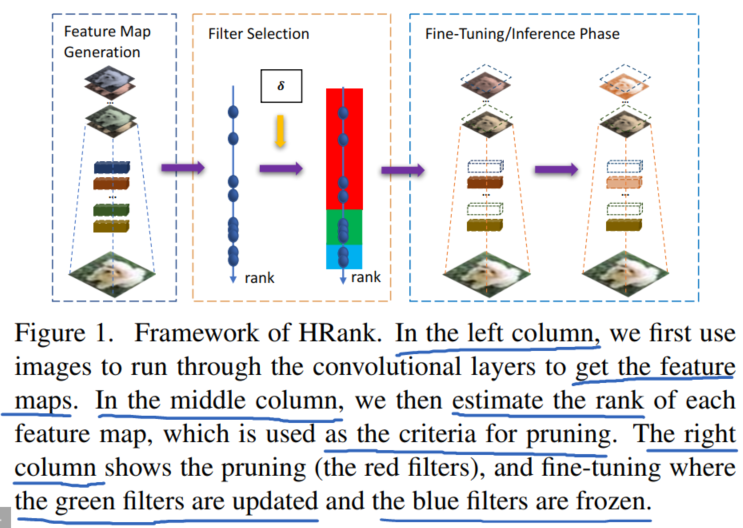 Feature Map
Generation
Filter Selection
Fine-Tuning/Inference Phase
δ
...
...
...
...
...
...
rank
rank
Figure 1. Framework of HRank. In the left column, we first use
images to run through the convolutional layers to get the feature
maps. In the middle column, we then estimate the rank of each
feature map, which is used as the criteria for pruning. The right
column shows the pruning (the red filters), and fine-tuning where
the green filters are updated and the blue filters are frozen.